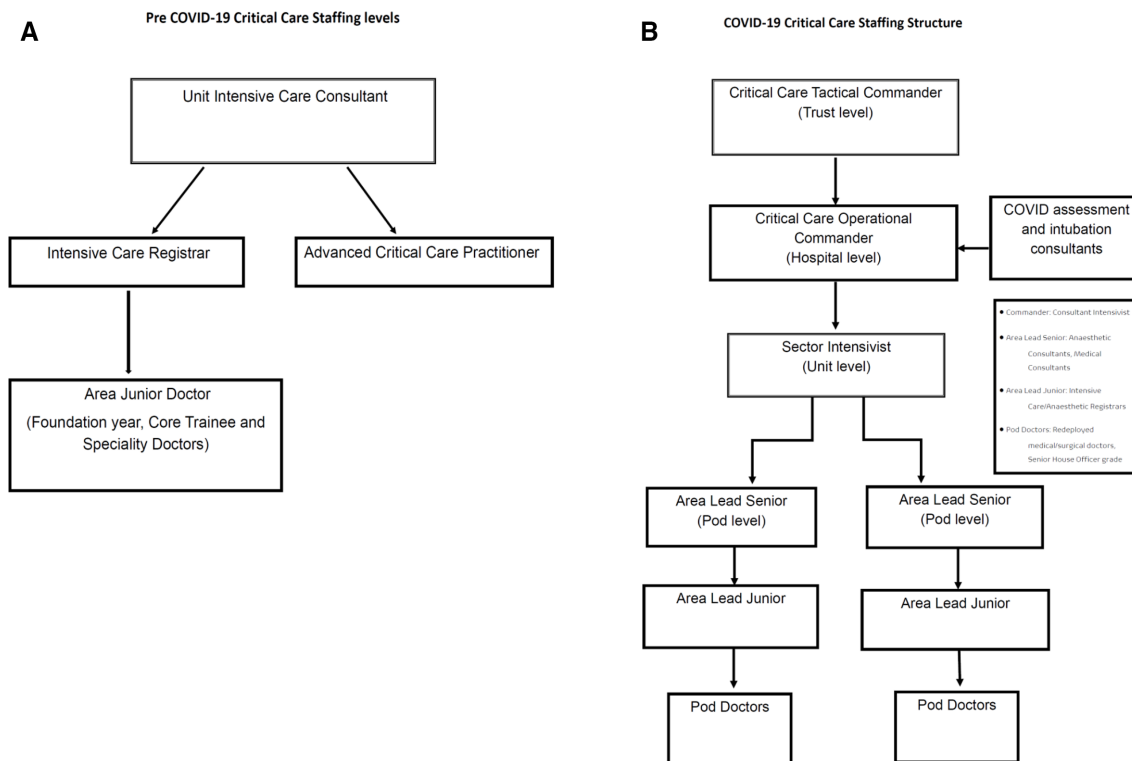 A
Pre COVID-19 Critical Care Staffing levels
Unit Intensive Care Consultant
Intensive Care Registrar
Advanced Critical Care Practitioner
Area Junior Doctor
(Foundation year, Core Trainee and
Speciality Doctors)
B
COVID-19 Critical Care Staffing Structure
Critical Care Tactical Commander
(Trust level)
Critical Care Operational
Commander
(Hospital level)
COVID assessment
and intubation
consultants
• Commander: Consultant Intensivist
• Area Lead Senior: Anaesthetic
Consultants, Medical
Consultants
• Area Lead Junior: Intensive
Care/Anaesthetic Registrars
• Pod Doctors: Redeployed
medical/surgical doctors,
Senior House Officer grade
Sector Intensivist
(Unit level)
Area Lead Senior
(Pod level)
Area Lead Senior
(Pod level)
Area Lead Junior
Area Lead Junior
Pod Doctors
Pod Doctors